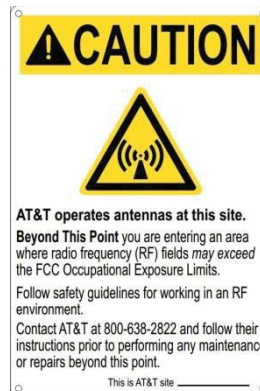 CAUTION
AT&T operates antennas at this site.
Beyond This Point you are entering an area
where radio frequency (RF) fields may exceed
the FCC Occupational Exposure Limits.
Follow safety guidelines for working in an RF
environment.
Contact AT&T at 800-638-2822 and follow their
instructions prior to performing any maintenanc
or repairs beyond this point.
This is AT&T site